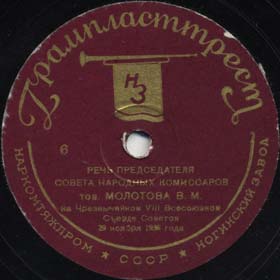 Грампласттрест
НЗ
6
РЕЧЬ ПРЕДСЕДАТЕЛЯ
СОВЕТА НАРОДНЫХ КОМИССАРОВ
тов. МОЛОТОВА В. М.
на Чрезвычайном VIII Всесоюзном
Съезде Советов
29 ноября 1936 года
НАРКОМТЯЖПРОМ ★ СССР ★ НОГИНСКИЙ ЗАВОД